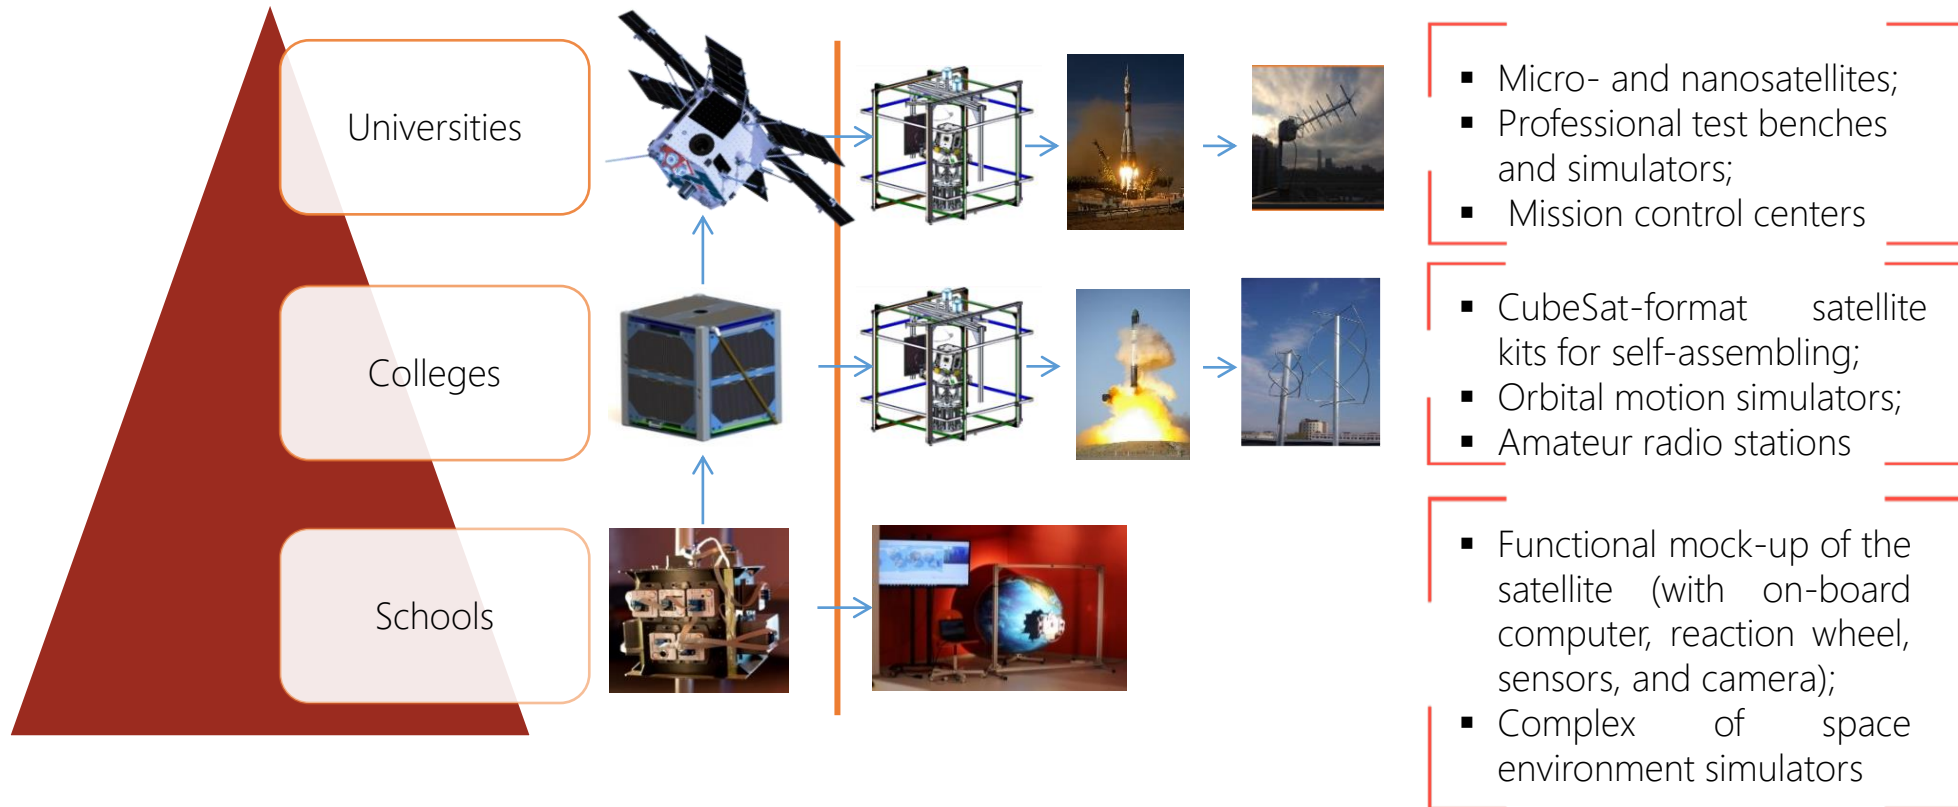 Universities
▪ Micro- and nanosatellites;
▪ Professional test benches
and simulators;
▪ Mission control centers
Colleges
▪ CubeSat-format satellite
kits for self-assembling;
▪ Orbital motion simulators;
▪ Amateur radio stations
Schools
▪ Functional mock-up of the
satellite (with on-board
computer, reaction wheel,
sensors, and camera);
▪ Complex of space
environment simulators